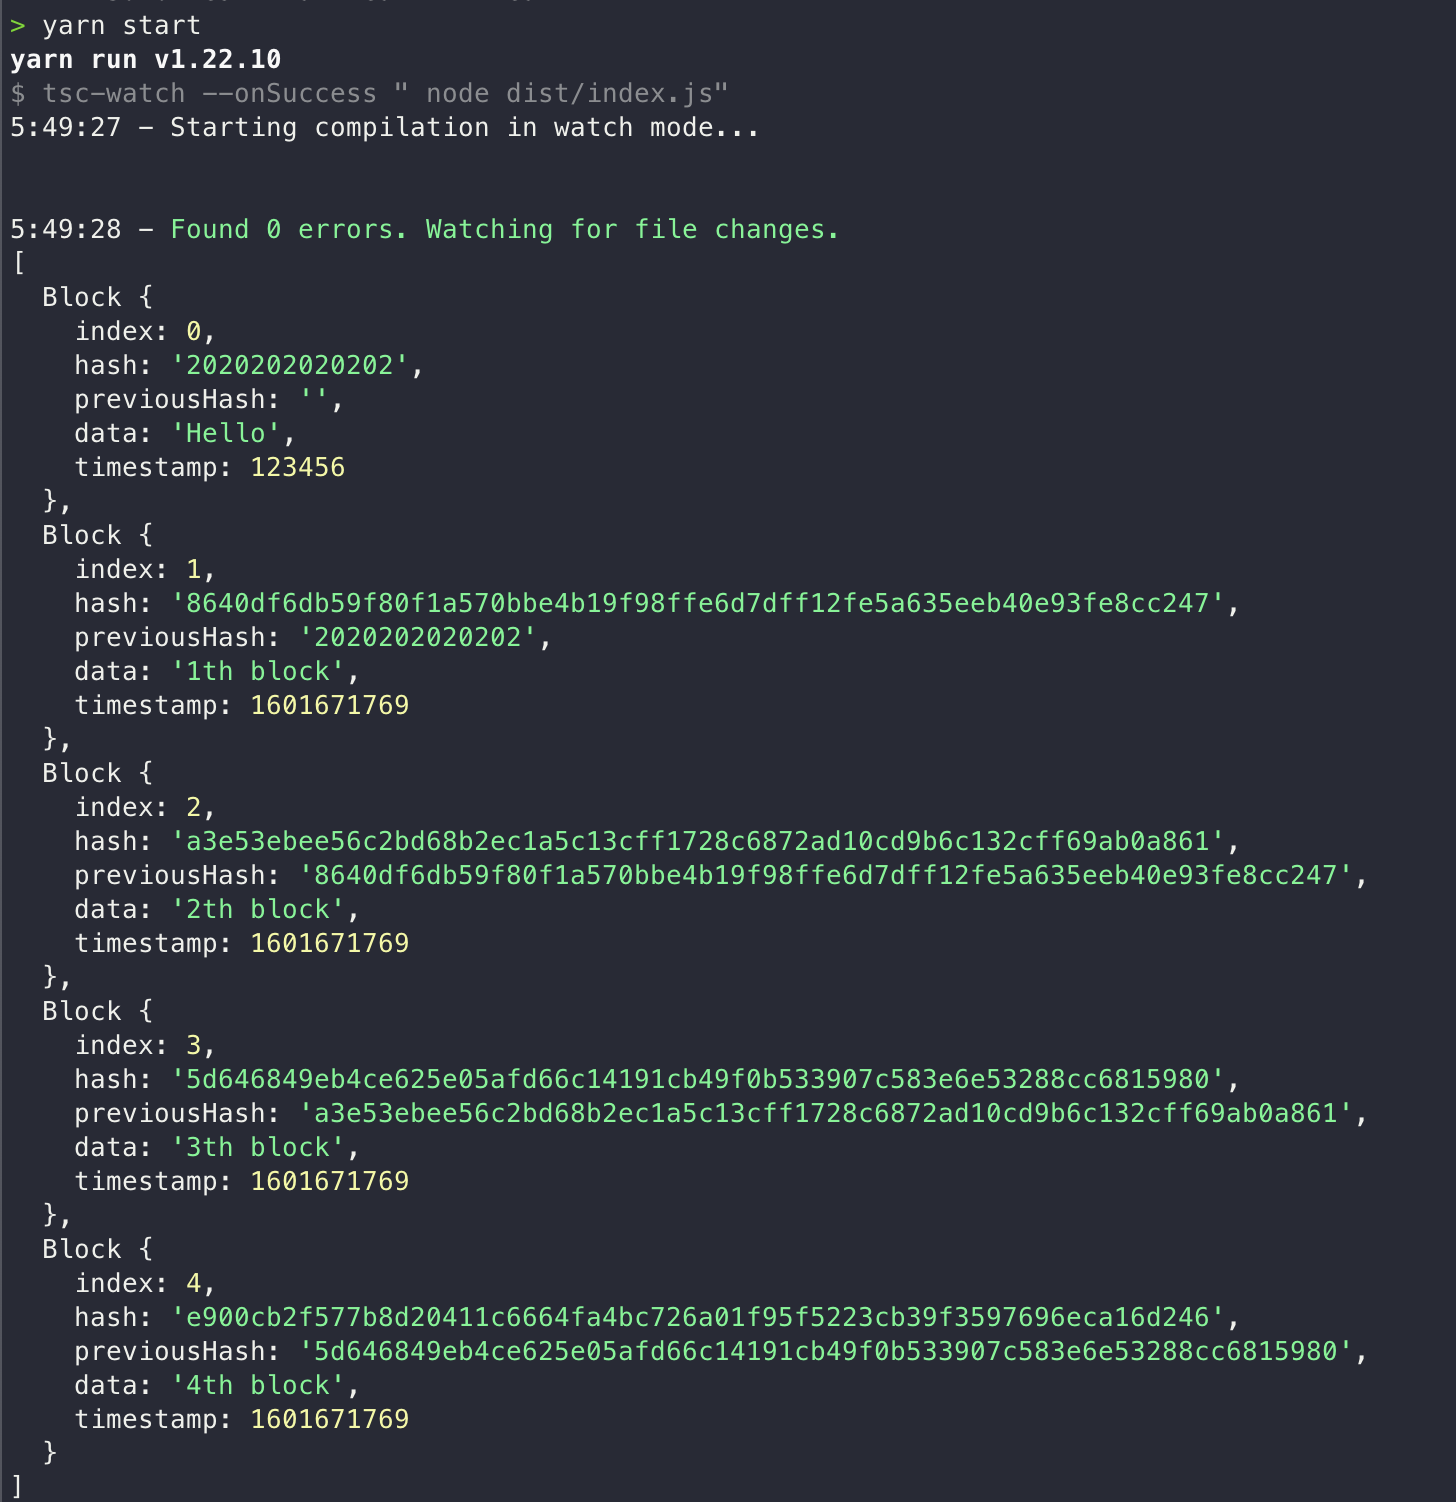 > yarn start
yarn run v1.22.10
$ tsc-watch --onSuccess " node dist/index.js"
5:49:27 - Starting compilation in watch mode...
5:49:28 - Found 0 errors. Watching for file changes.
[
  Block {
    index: 0,
    hash: '2020202020202',
    previousHash: '',
    data: 'Hello',
    timestamp: 123456
  },
  Block {
    index: 1,
    hash: '8640df6db59f80f1a570bbe4b19f98ffe6d7dff12fe5a635eeb40e93fe8cc247',
    previousHash: '2020202020202',
    data: '1th block',
    timestamp: 1601671769
  },
  Block {
    index: 2,
    hash: 'a3e53ebee56c2bd68b2ec1a5c13cff1728c6872ad10cd9b6c132cff69ab0a861',
    previousHash: '8640df6db59f80f1a570bbe4b19f98ffe6d7dff12fe5a635eeb40e93fe8cc247',
    data: '2th block',
    timestamp: 1601671769
  },
  Block {
    index: 3,
    hash: '5d646849eb4ce625e05afd66c14191cb49f0b533907c583e6e53288cc6815980',
    previousHash: 'a3e53ebee56c2bd68b2ec1a5c13cff1728c6872ad10cd9b6c132cff69ab0a861',
    data: '3th block',
    timestamp: 1601671769
  },
  Block {
    index: 4,
    hash: 'e900cb2f577b8d20411c6664fa4bc726a01f95f5223cb39f3597696eca16d246',
    previousHash: '5d646849eb4ce625e05afd66c14191cb49f0b533907c583e6e53288cc6815980',
    data: '4th block',
    timestamp: 1601671769
  }
]